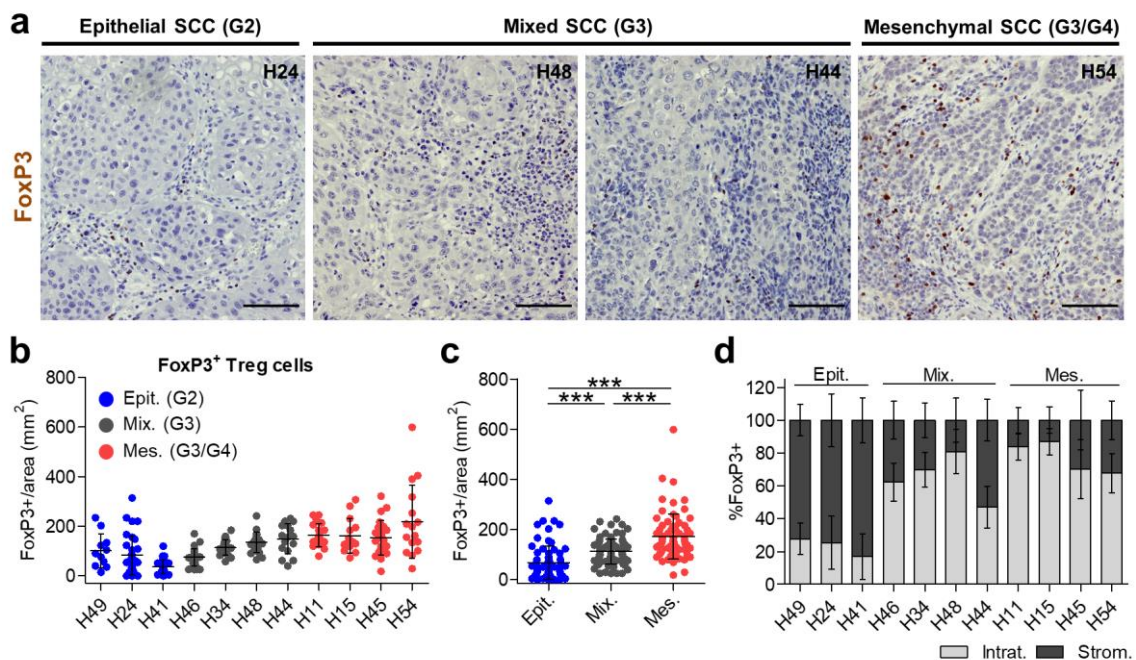 a
Epithelial SCC (G2)
Mixed SCC (G3)
Mesenchymal SCC (G3/G4)
FoxP3
H24
H48
H44
H54
b
FoxP3+ Treg cells
FoxP3+/area (mm2)
800
600
400
200
0
Epit. (G2)
Mix. (G3)
Mes. (G3/G4)
H49
H24
H41
H46
H34
H48
H44
H11
H15
H45
H54
c
FoxP3+/area (mm2)
800
600
400
200
0
***
*** ***
Epit.
Mix.
Mes.
d
Epit.
Mix.
Mes.
%FoxP3+
120
100
80
60
40
20
0
H49
H24
H41
H46
H34
H48
H44
H11
H15
H45
H54
Intrat.
Strom.